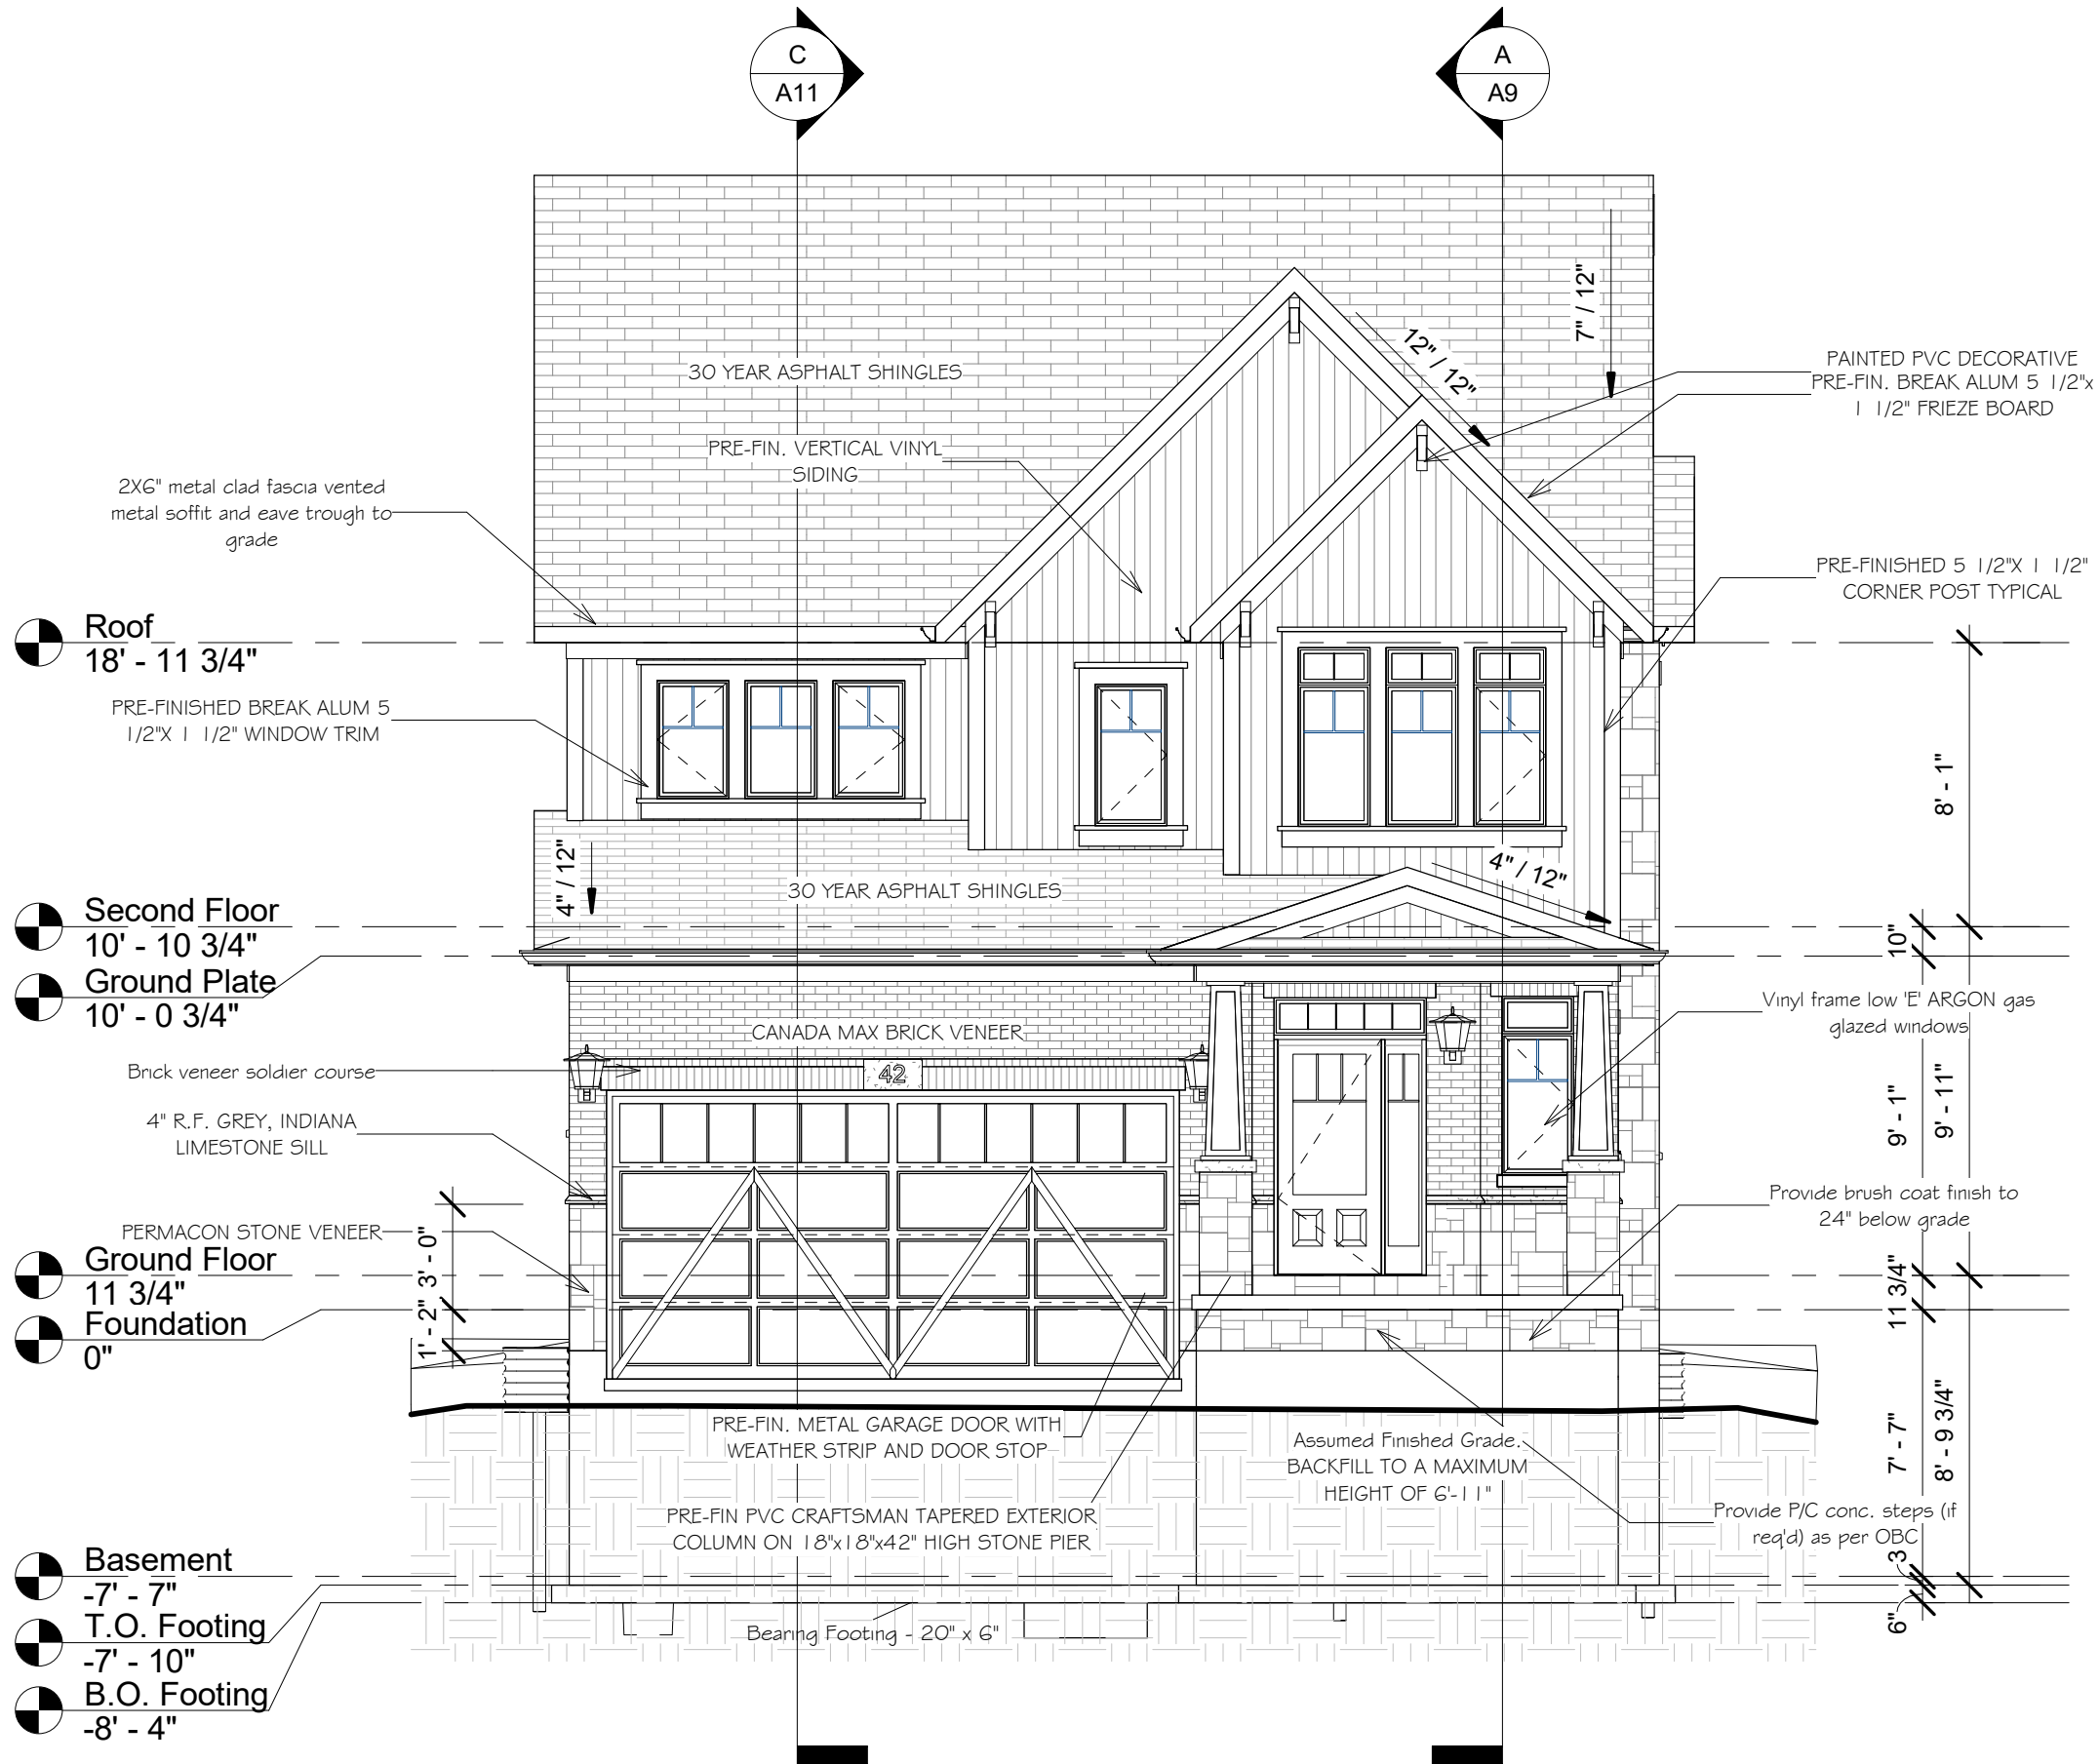 C
A11
A
A9
7" / 12"
12" / 12"
30 YEAR ASPHALT SHINGLES
PAINTED PVC DECORATIVE
PRE-FIN. BREAK ALUM 5 1/2"x
1 1/2" FRIEZE BOARD
PRE-FIN. VERTICAL VINYL
SIDING
2X6" metal clad fascia vented
metal soffit and eave trough to
grade
PRE-FINISHED 5 1/2"X 1 1/2"
CORNER POST TYPICAL
Roof
18' - 11 3/4"
PRE-FINISHED BREAK ALUM 5
1/2"X 1 1/2" WINDOW TRIM
8' - 1"
4" / 12"
30 YEAR ASPHALT SHINGLES
4" / 12"
Second Floor
10' - 10 3/4"
10"
Ground Plate
10' - 0 3/4"
Vinyl frame low 'E' ARGON gas
glazed windows
CANADA MAX BRICK VENEER
Brick veneer soldier course
42
9' - 1"
9' - 11"
4" R.F. GREY, INDIANA
LIMESTONE SILL
Provide brush coat finish to
24" below grade
PERMACON STONE VENEER
3' - 0"
Ground Floor
11 3/4"
11 3/4"
Foundation
0"
1' - 2"
PRE-FIN. METAL GARAGE DOOR WITH
WEATHER STRIP AND DOOR STOP
Assumed Finished Grade.
BACKFILL TO A MAXIMUM
HEIGHT OF 6'-11"
7' - 7"
8' - 9 3/4"
PRE-FIN PVC CRAFTSMAN TAPERED EXTERIOR
COLUMN ON 18"x18"x42" HIGH STONE PIER
Provide P/C conc. steps (if
req'd) as per OBC
Basement
-7' - 7"
3
T.O. Footing
-7' - 10"
6"
Bearing Footing - 20" x 6"
B.O. Footing
-8' - 4"